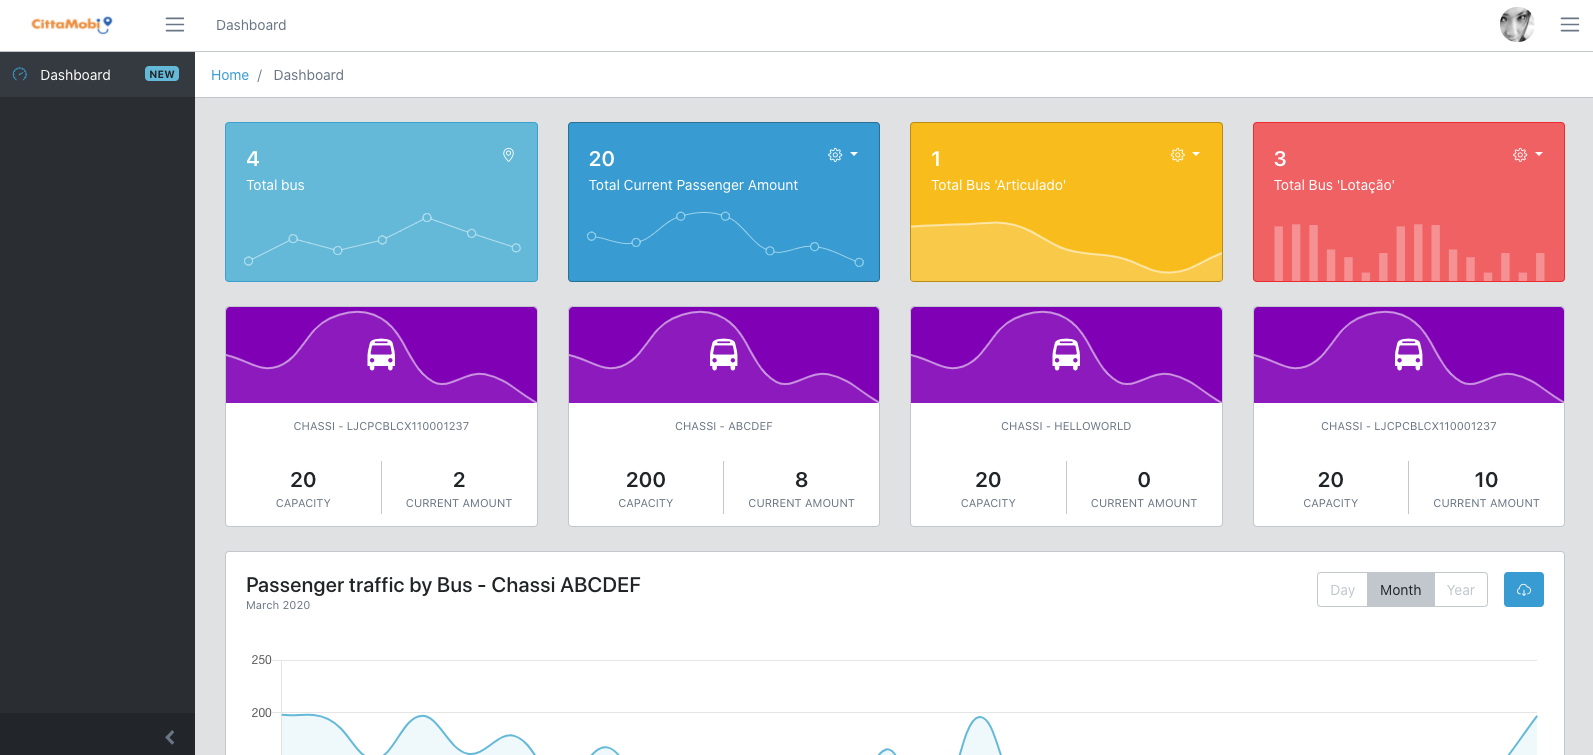 CittaMobi
Dashboard
Dashboard NEW
Home / Dashboard
4
Total bus
20
Total Current Passenger Amount
1
Total Bus 'Articulado'
3
Total Bus 'Lotação'
CHASSI - LJCPCBLCX110001237
20 2
CAPACITY CURRENT AMOUNT
CHASSI - ABCDEF
200 8
CAPACITY CURRENT AMOUNT
CHASSI - HELLOWORLD
20 0
CAPACITY CURRENT AMOUNT
CHASSI - LJCPCBLCX110001237
20 10
CAPACITY CURRENT AMOUNT
Passenger traffic by Bus - Chassi ABCDEF
March 2020
Day Month Year
250
200